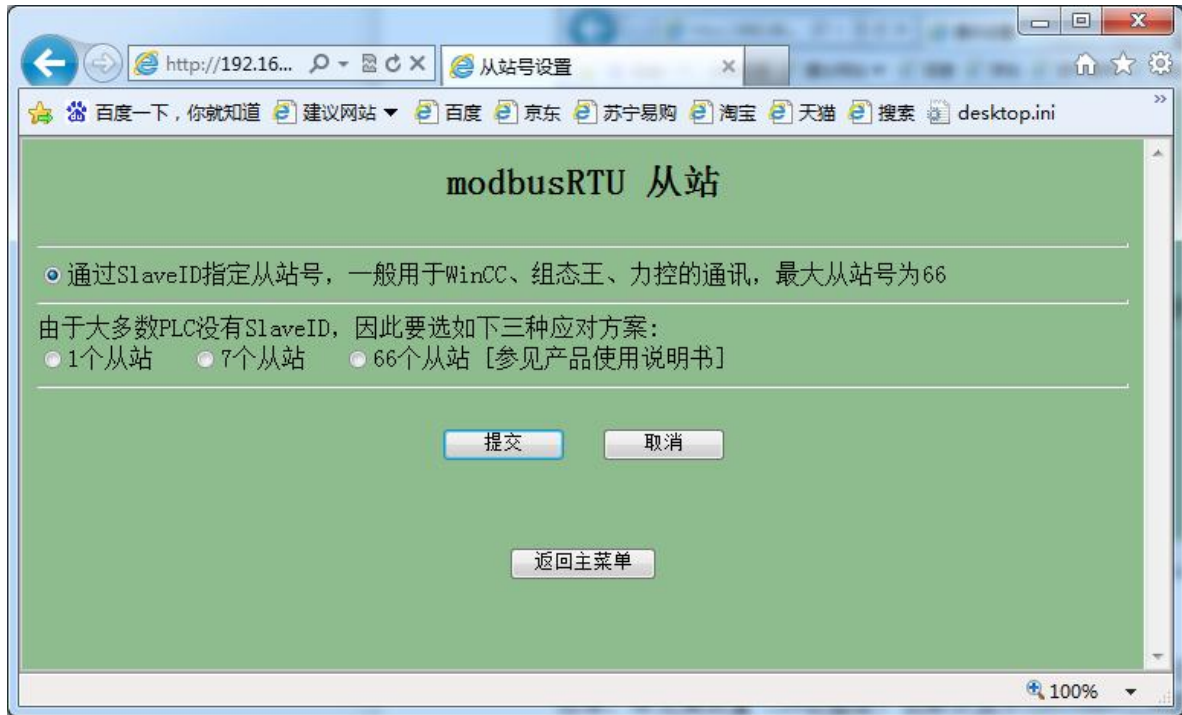 http://192.16...
从站号设置
百度一下，你就知道 建议网站 百度 京东 苏宁易购 淘宝 天猫 搜索 desktop.ini
modbusRTU 从站
通过SlaveID指定从站号，一般用于WinCC、组态王、力控的通讯，最大从站号为66
由于大多数PLC没有SlaveID，因此要选如下三种应对方案：
1个从站 7个从站 66个从站 [参见产品使用说明书]
提交 取消
返回主菜单
100%